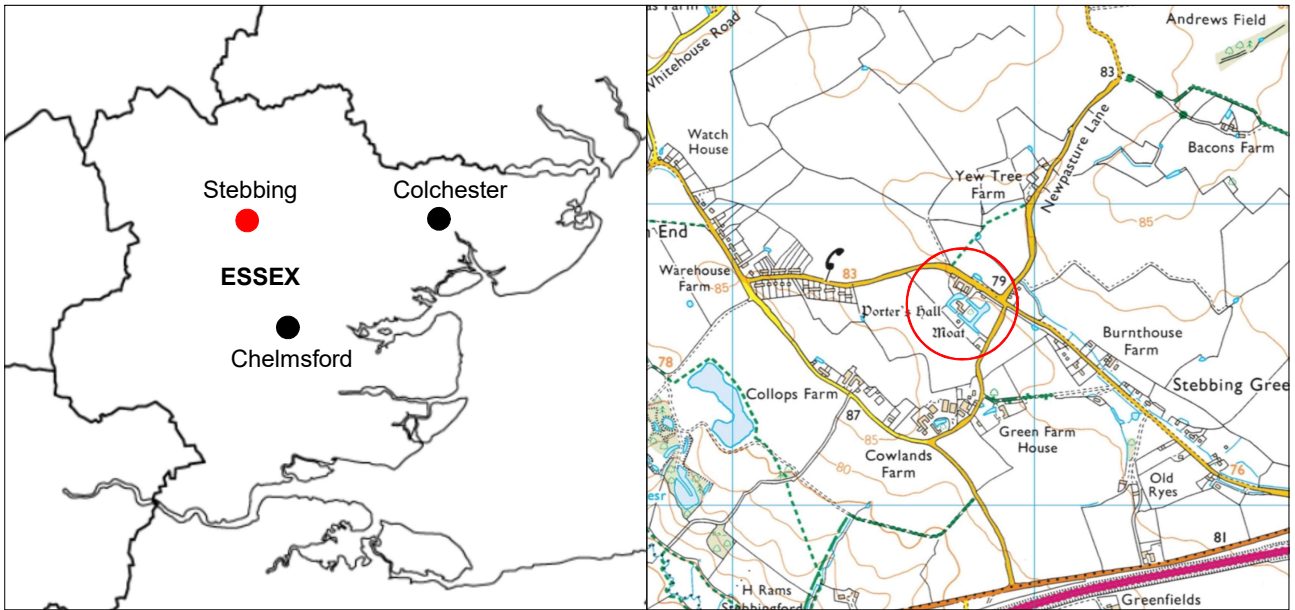 Stebbing
Colchester
ESSEX
Chelmsford
Whitehouse Road
Andrews Field
83
Newpasture Lane
Watch
House
Bacons Farm
Yew Tree
Farm
85
End
Warehouse
Farm
85
83
79
Porter's Hall
Moat
Burnthouse
Farm
78
Stebbing Gree
Collops Farm
87
85
80
Cowlands
Farm
Green Farm
House
76
Old
Ryes
esr
81
H Rams
Stebbingford
Greenfields